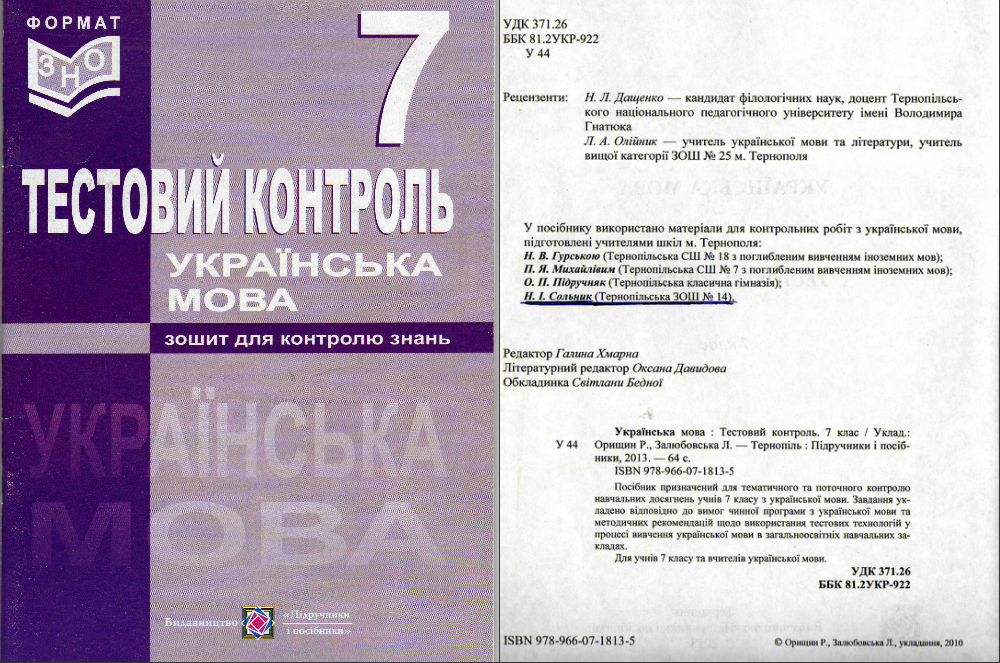 ФОРМАТ
ЗНО
7
ТЕСТОВИЙ КОНТРОЛЬ
УКРАЇНСЬКА
МОВА
зошит для контролю знань
УКРАЇНСЬКА
МОВА
Видавництво
«Підручники
і посібники»
УДК 371.26
ББК 81.2УКР-922
У 44
Рецензенти: Н. Л. Дащенко — кандидат філологічних наук, доцент Тернопіль-
ського національного педагогічного університету імені Володимира
Гнатюка
Л. А. Олійник — учитель української мови та літератури, учитель
вищої категорії ЗОШ № 25 м. Тернополя
У посібнику використано матеріали для контрольних робіт з української мови,
підготовлені учителями шкіл м. Тернополя:
Н. В. Гурською (Тернопільська СШ № 18 з поглибленим вивченням іноземних мов);
П. Я. Михайлівим (Тернопільська СШ № 7 з поглибленим вивченням іноземних мов);
О. П. Підручняк (Тернопільська класична гімназія);
Н. І. Сольник (Тернопільська ЗОШ № 14).
Редактор Галина Хмарна
Літературний редактор Оксана Давидова
Обкладинка Світлани Бедної
Українська мова : Тестовий контроль. 7 клас / Уклад.:
У 44 Орищин Р., Залюбовська Л. — Тернопіль : Підручники і посіб-
ники, 2013. — 64 с.
ISBN 978-966-07-1813-5
Посібник призначений для тематичного та поточного контролю
навчальних досягнень учнів 7 класу з української мови. Завдання ук-
ладено відповідно до вимог чинної програми з української мови та
методичних рекомендацій щодо використання тестових технологій у
процесі вивчення української мови в загальноосвітніх навчальних за-
кладах.
Для учнів 7 класу та вчителів української мови.
УДК 371.26
ББК 81.2УКР-922
ISBN 978-966-07-1813-5
© Орищин Р., Залюбовська Л., укладання, 2010